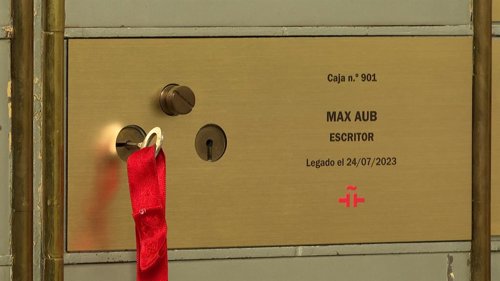 Caja n.º 901
MAX AUB
ESCRITOR
Legado el 24/07/2023